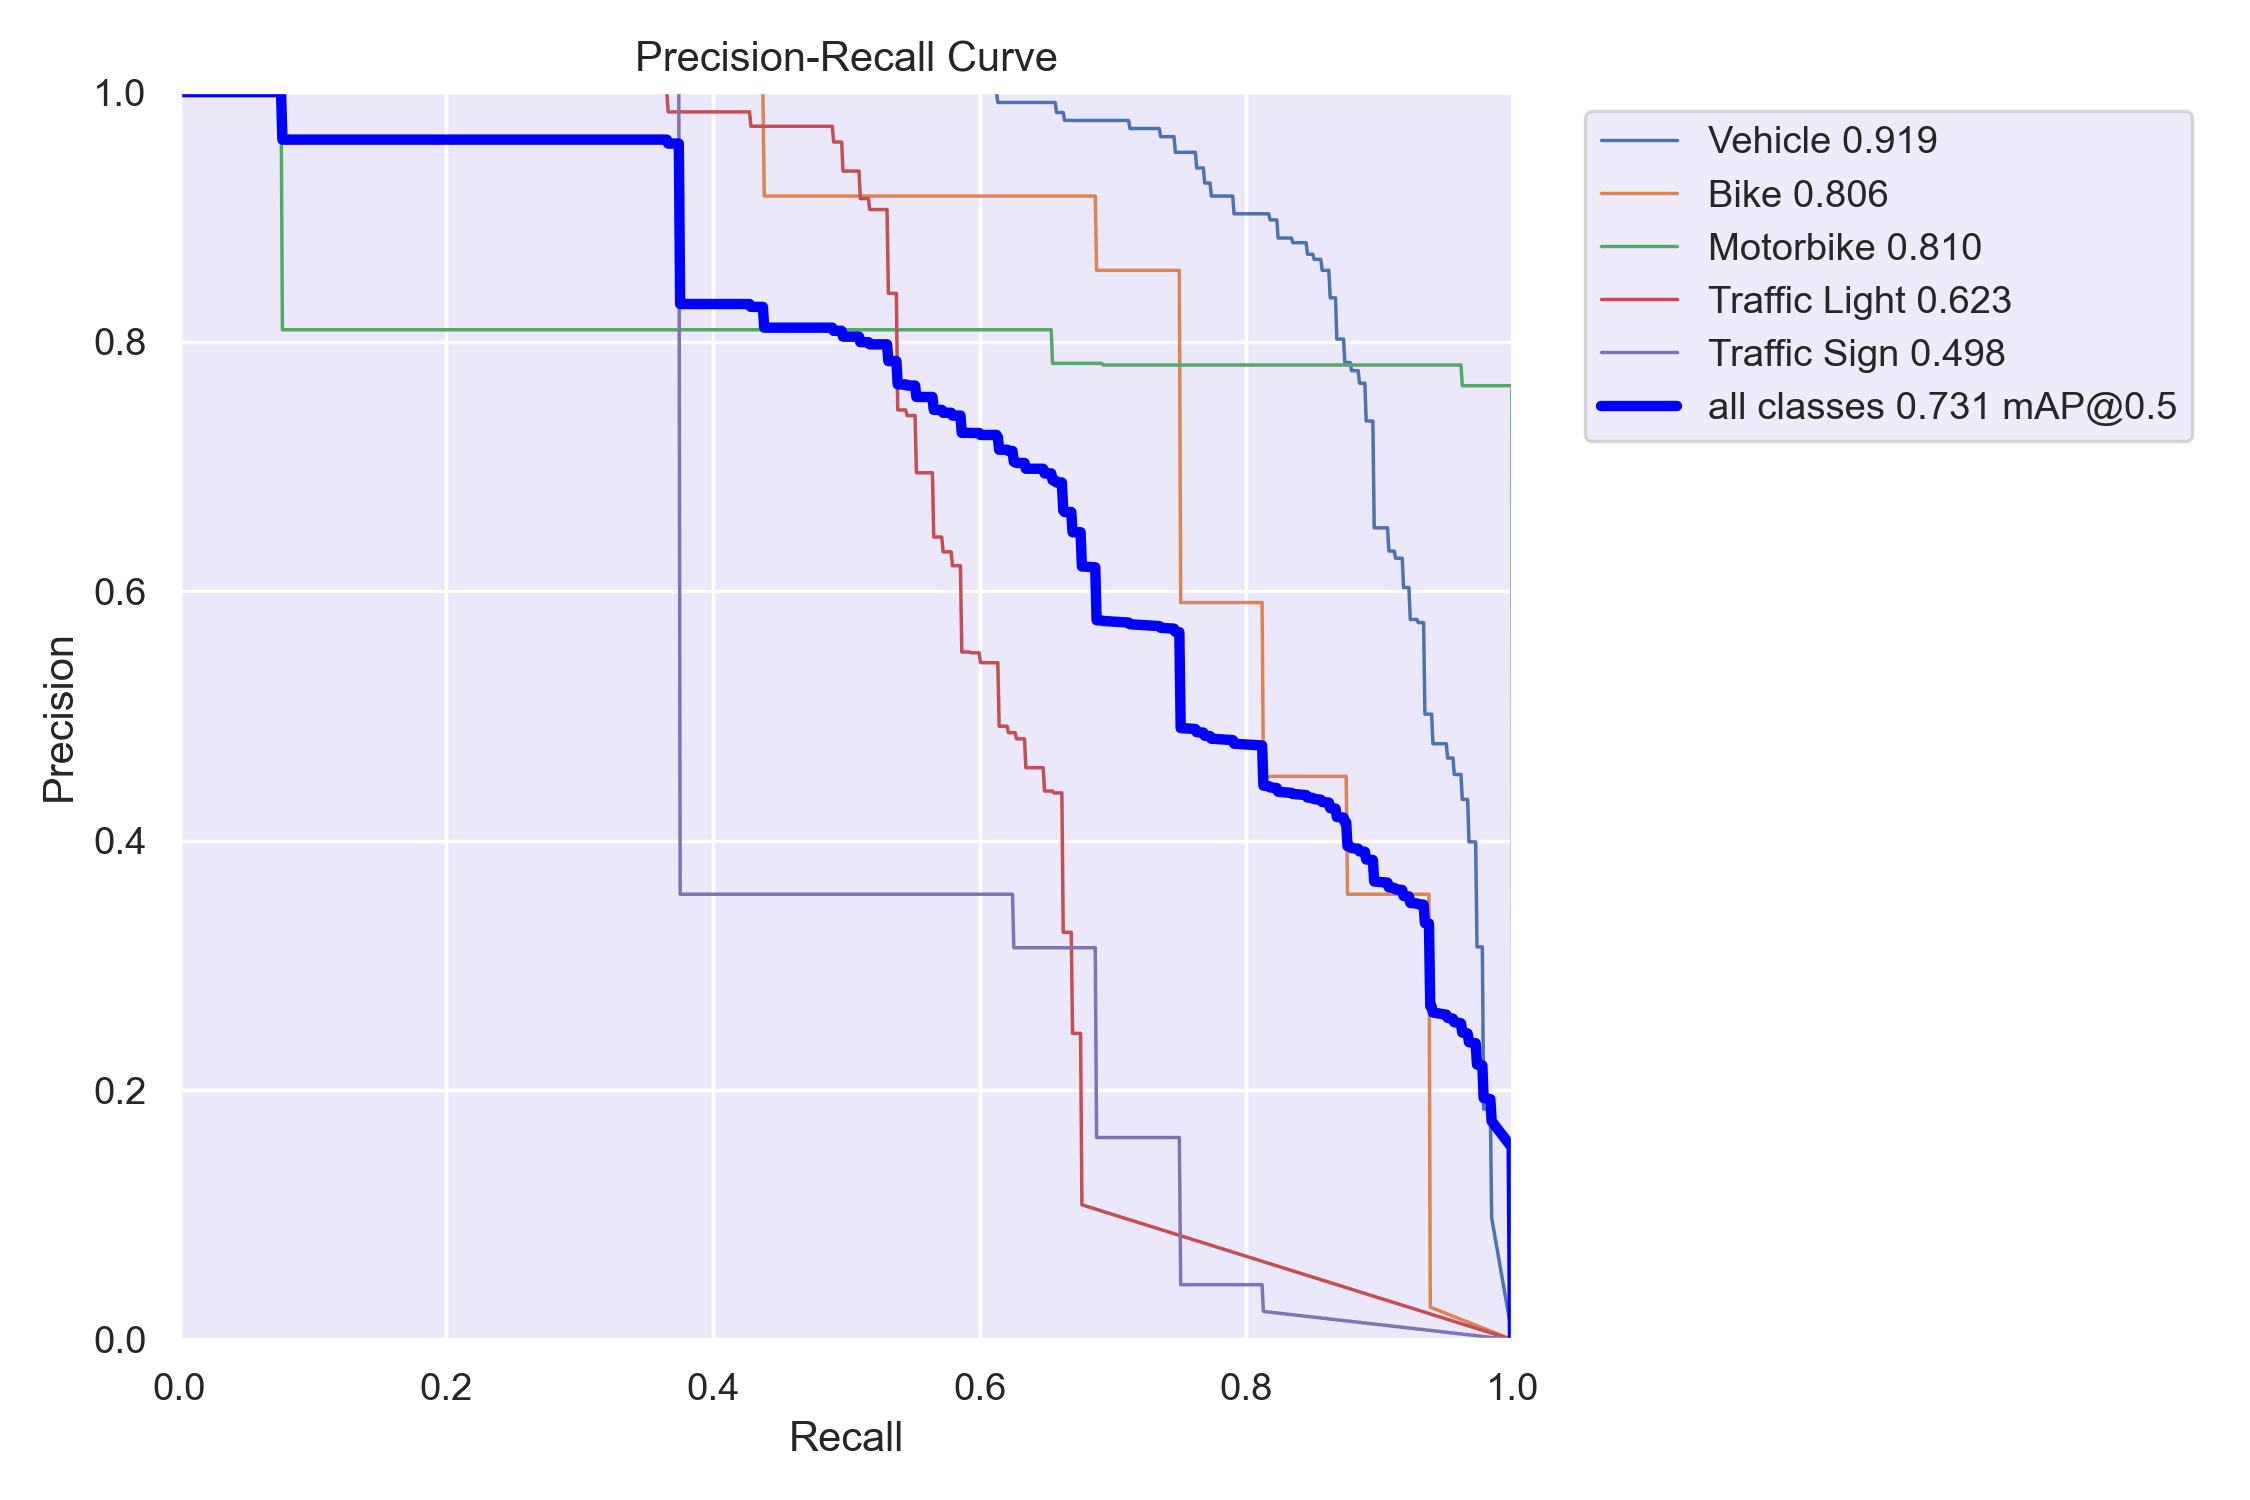 Precision-Recall Curve
1.0
0.8
0.6
0.4
0.2
0.0
Precision
0.0 0.2 0.4 0.6 0.8 1.0
Recall
Vehicle 0.919
Bike 0.806
Motorbike 0.810
Traffic Light 0.623
Traffic Sign 0.498
all classes 0.731 mAP@0.5